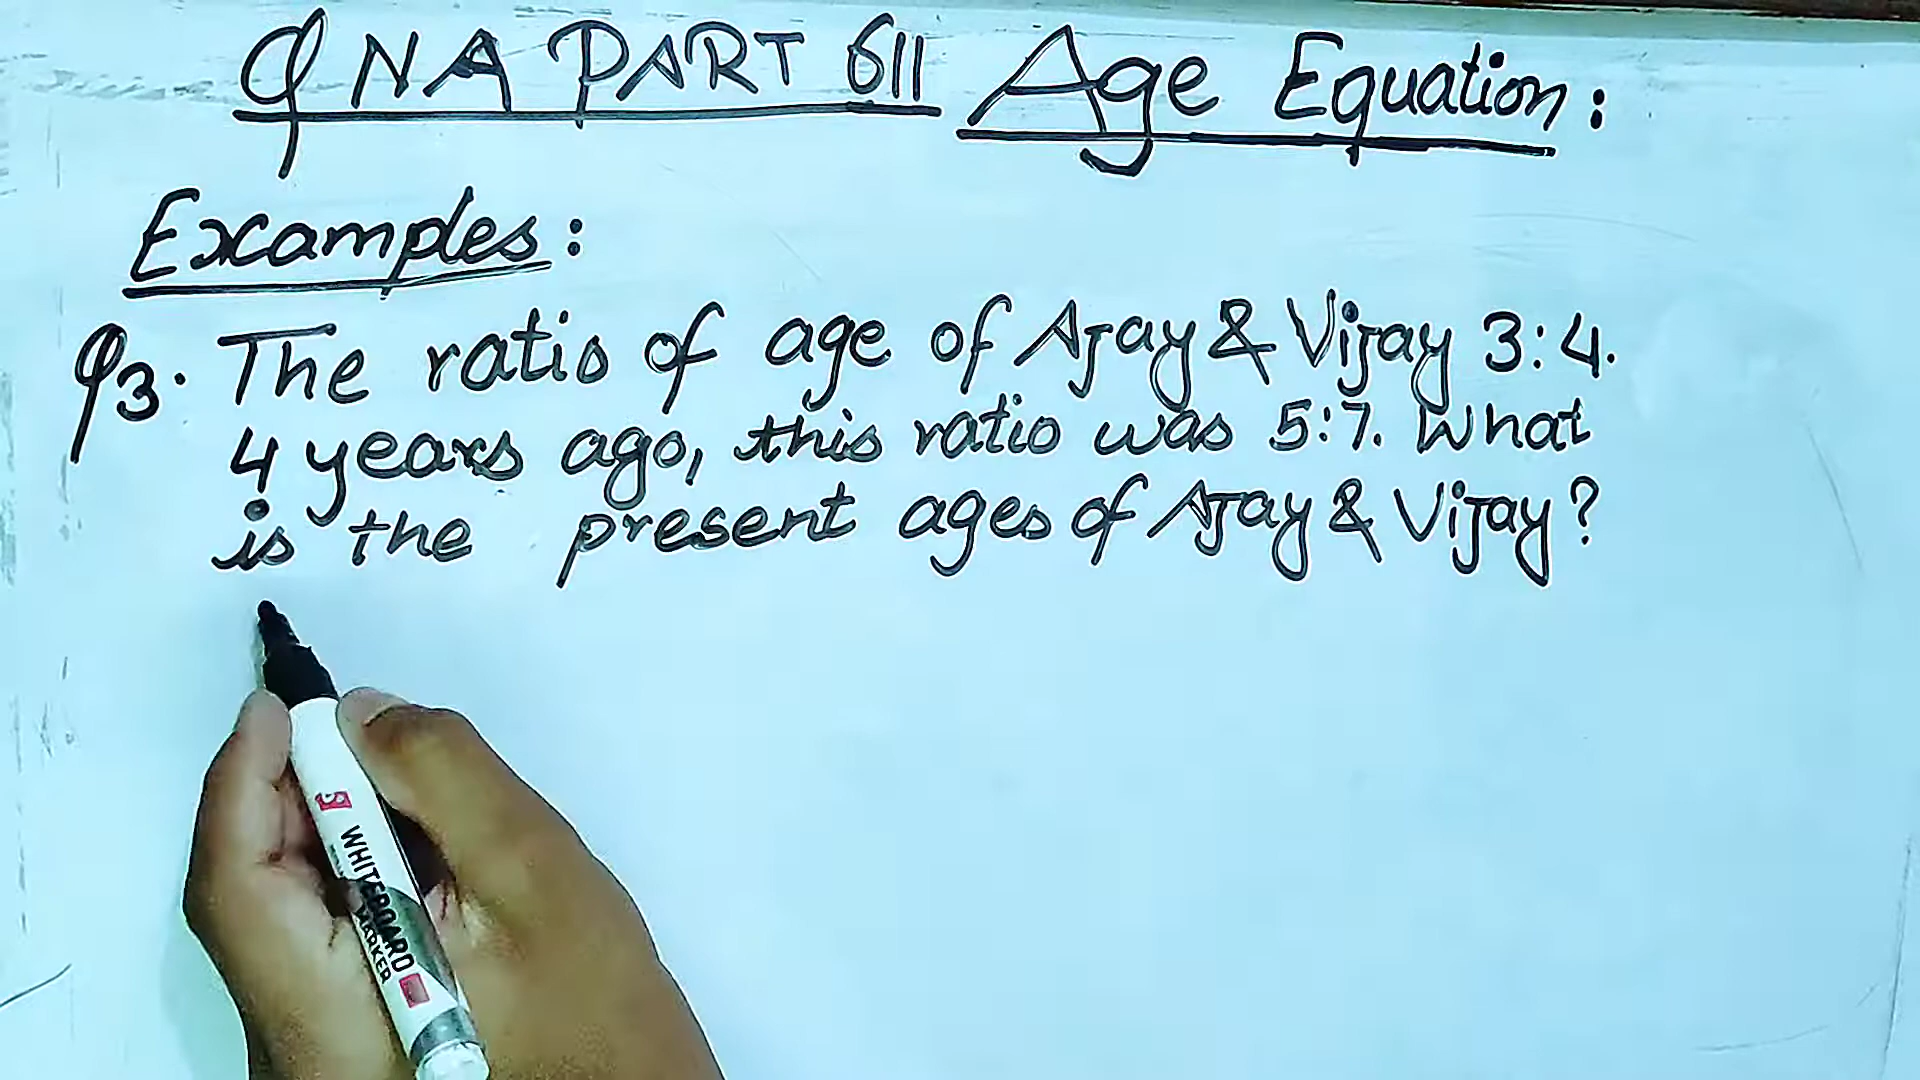 QNA PART 611 Age Equation:
Examples:
Q3. The ratio of age of Ajay & Vijay 3:4.
4 years ago, this ratio was 5:7. What
is the present ages of Ajay & Vijay?
WHITEBOARD
MARKER